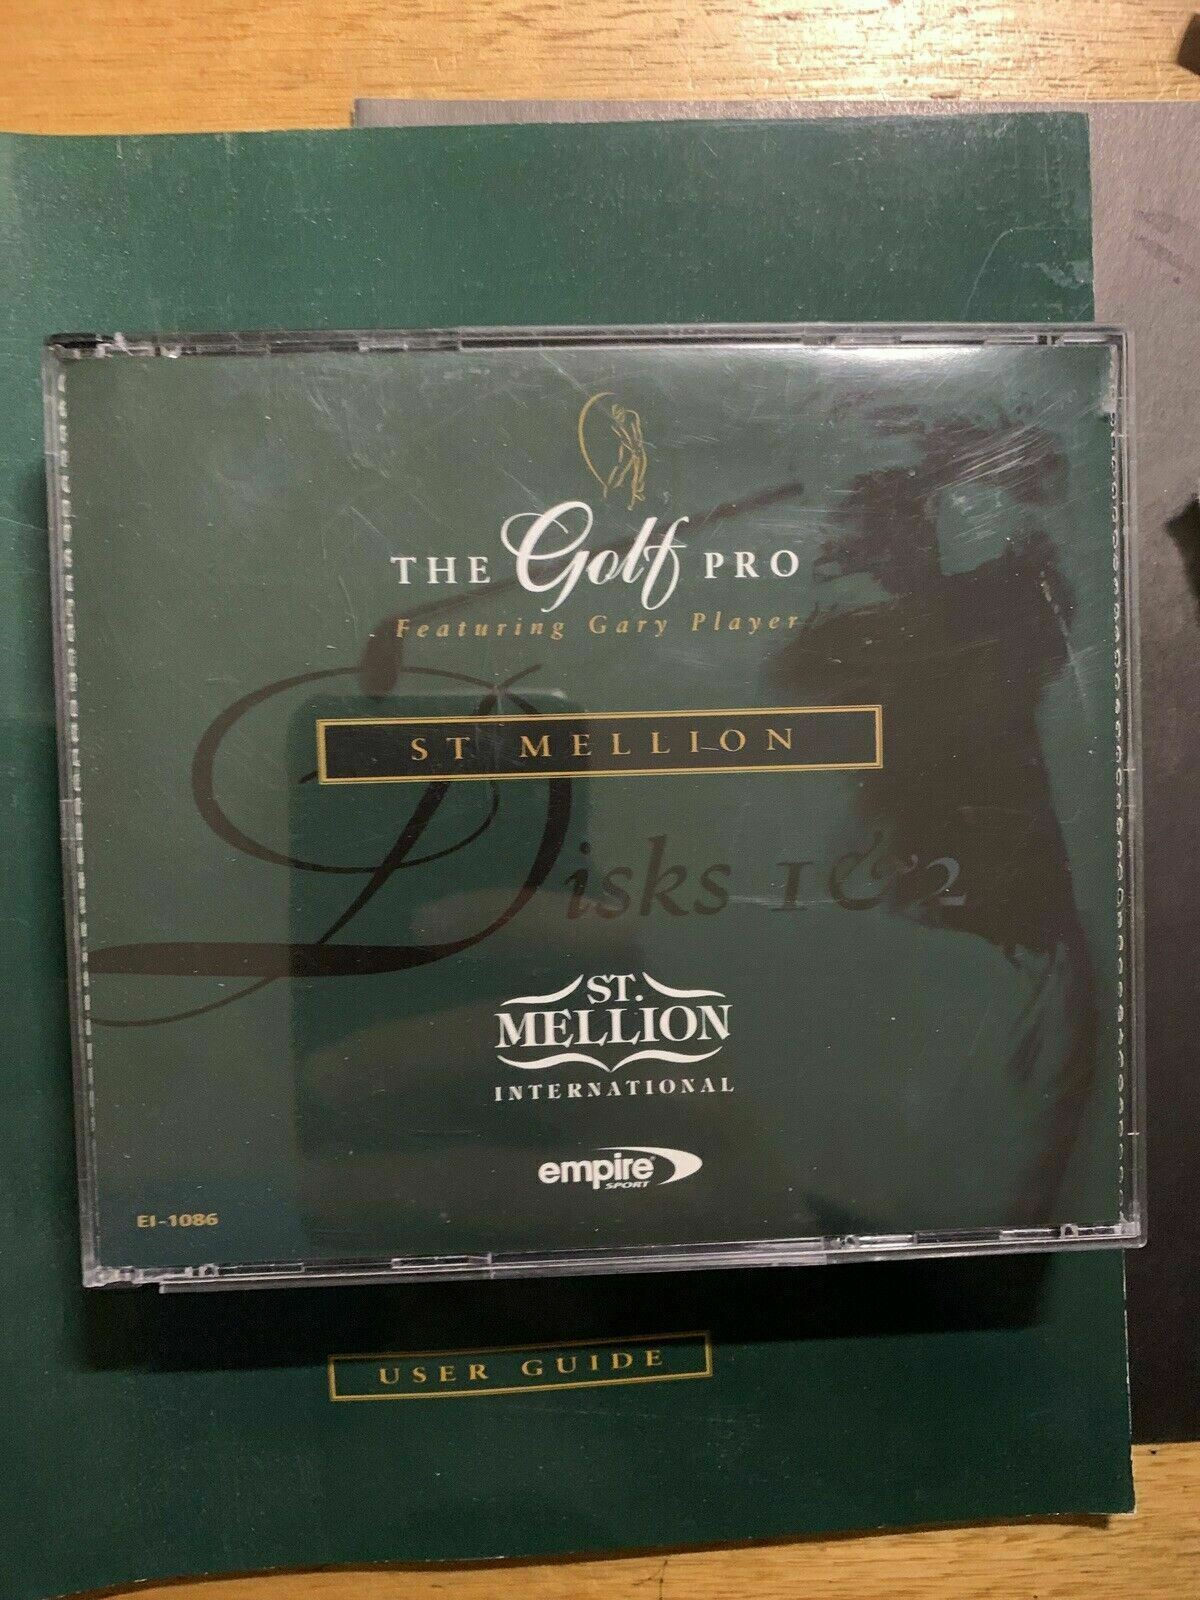 THE Golf PRO
Featuring Gary Player
ST MELLION
Disks 1 & 2
ST.
MELLION
INTERNATIONAL
empire
SPORT
EI-1086
USER GUIDE